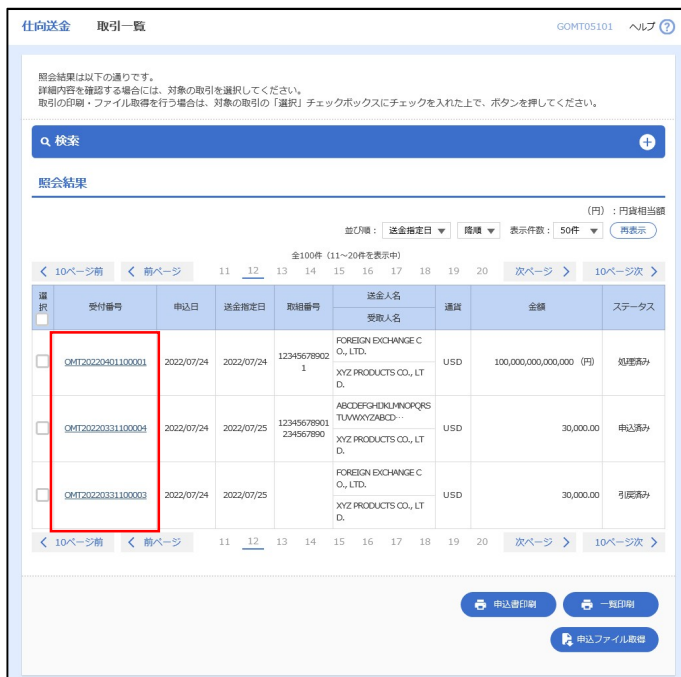 仕向送金 取引一覧 GOMT05101 ヘルプ ?
照会結果は以下の通りです。
詳細内容を確認する場合には、対象の取引を選択してください。
取引の印刷・ファイル取得を行う場合は、対象の取引の「選択」チェックボックスにチェックを入れた上で、ボタンを押してください。
検索
照会結果
(円) : 円貨相当額
並び順: 送金指定日 降順 表示件数: 50件 再表示
全100件 (11~20件を表示中)
10ページ前 前ページ 11 12 13 14 15 16 17 18 19 20 次ページ 10ページ次
選択 受付番号 申込日 送金指定日 取組番号 送金人名 通貨 金額 ステータス
受取人名
OMT20220401100001 2022/07/24 2022/07/24 12345678902
1 FOREIGN EXCHANGE C
O., LTD. USD 100,000,000,000,000 (円) 処理済み
XYZ PRODUCTS CO., LT
D.
OMT20220331100004 2022/07/24 2022/07/25 12345678901
234567890 ABCDEFGHIJKLMNOPQRS
TUVWXYZABCD… USD 30,000.00 申込済み
XYZ PRODUCTS CO., LT
D.
OMT20220331100003 2022/07/24 2022/07/25 FOREIGN EXCHANGE C
O., LTD. USD 30,000.00 引戻済み
XYZ PRODUCTS CO., LT
D.
10ページ前 前ページ 11 12 13 14 15 16 17 18 19 20 次ページ 10ページ次
申込書印刷 一覧印刷
申込ファイル取得